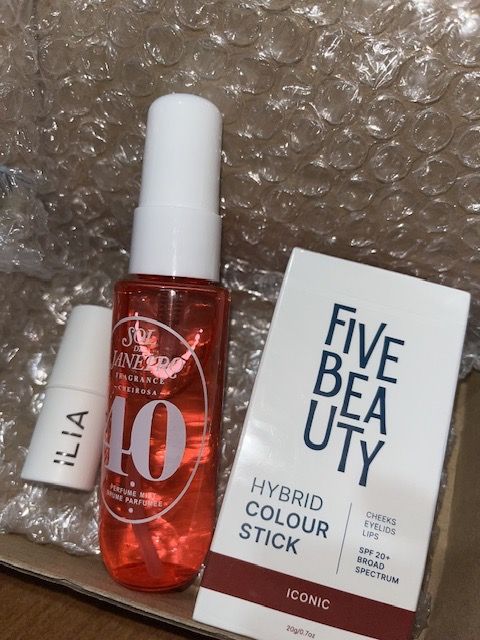 ILIA
SOL
DE
JANEIRO
FRAGRANCE
CHEIROSA
40
PERFUME MIST
BRUME PARFUMÉE
FIVE
BEA
UTY
HYBRID
COLOUR
STICK
CHEEKS
EYELIDS
LIPS
SPF 20+
BROAD
SPECTRUM
ICONIC
20g/0.7oz